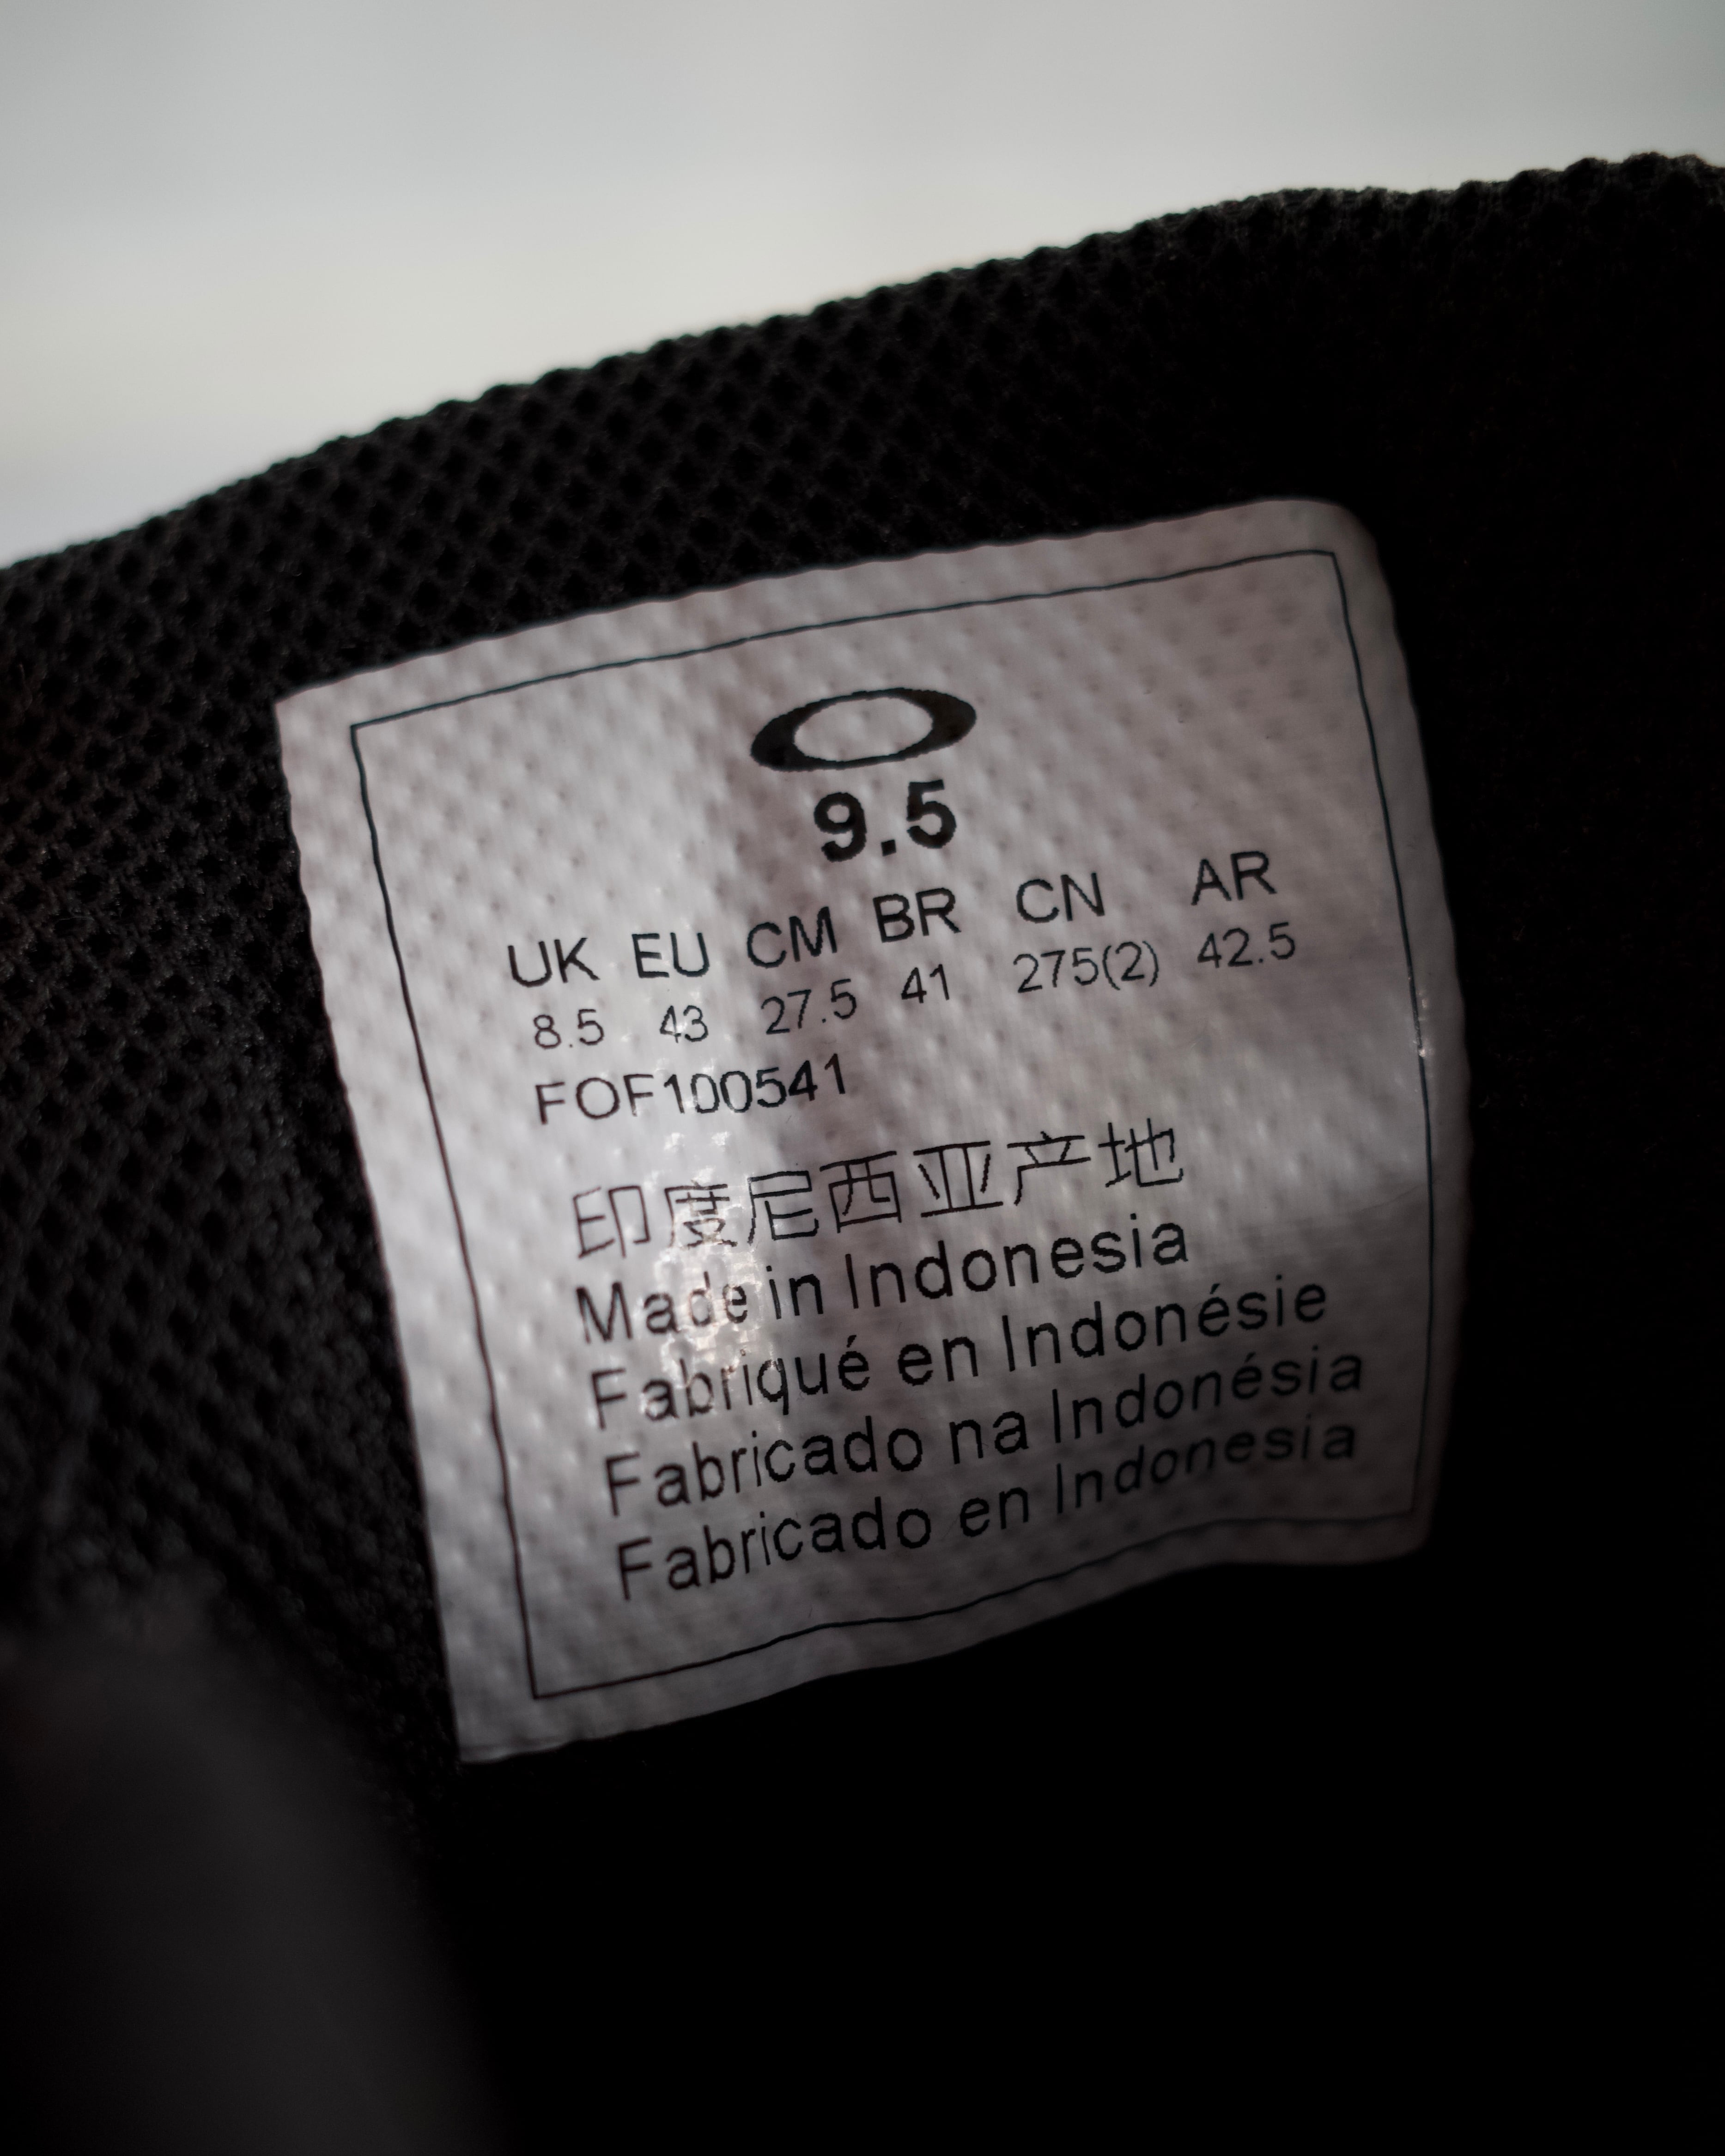 9.5
UK EU CM BR CN AR
8.5 43 27.5 41 275(2) 42.5
FOF100541
印度尼西亚产地
Made in Indonesia
Fabriqué en Indonésie
Fabricado na Indonésia
Fabricado en Indonesia